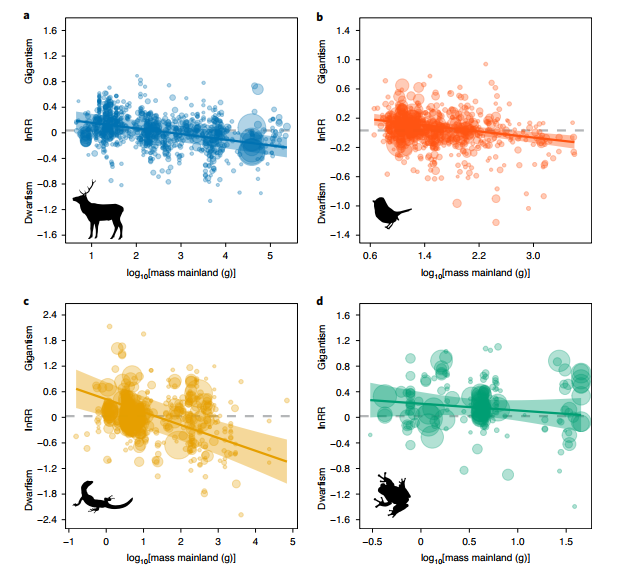 a
Gigantism
lnRR
Dwarfism
1.6
1.2
0.8
0.4
0
−0.4
−0.8
−1.2
−1.6
1 2 3 4 5
log10[mass mainland (g)]
b
Gigantism
lnRR
Dwarfism
1.4
1.0
0.6
0.2
−0.2
−0.6
−1.0
−1.4
0.6 1.4 2.2 3.0
log10[mass mainland (g)]
c
Gigantism
lnRR
Dwarfism
2.4
1.8
1.2
0.6
0
−0.6
−1.2
−1.8
−2.4
−1 0 1 2 3 4 5
log10[mass mainland (g)]
d
Gigantism
lnRR
Dwarfism
1.6
1.2
0.8
0.4
0
−0.4
−0.8
−1.2
−1.6
−0.5 0 0.5 1.0 1.5
log10[mass mainland (g)]